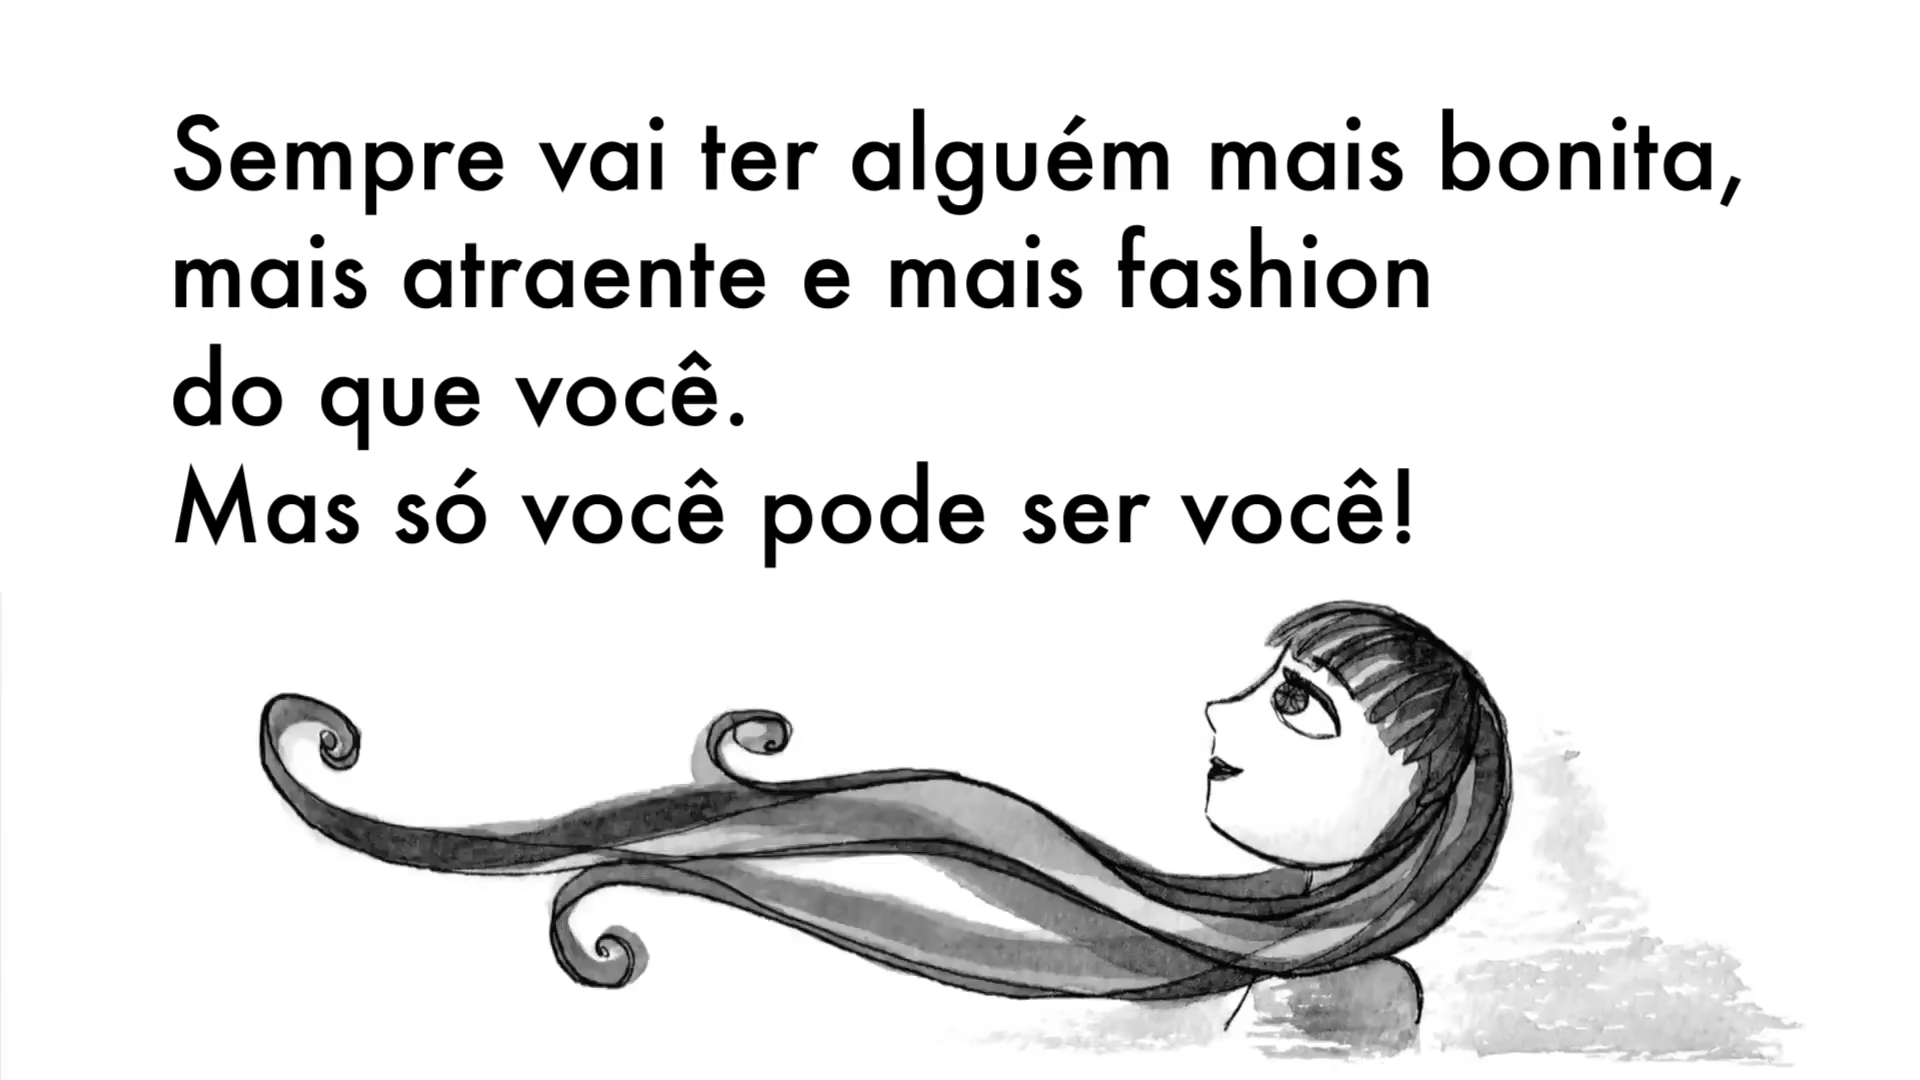 Sempre vai ter alguém mais bonita,
mais atraente e mais fashion
do que você.
Mas só você pode ser você!